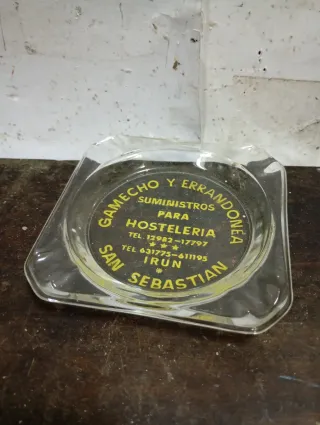 GAMECHO Y ERRANDONEA
SUMINISTROS
PARA
HOSTELERIA
TEL. 12982-17797
* * *
TEL 631775-611195
IRUN
*
SAN SEBASTIAN